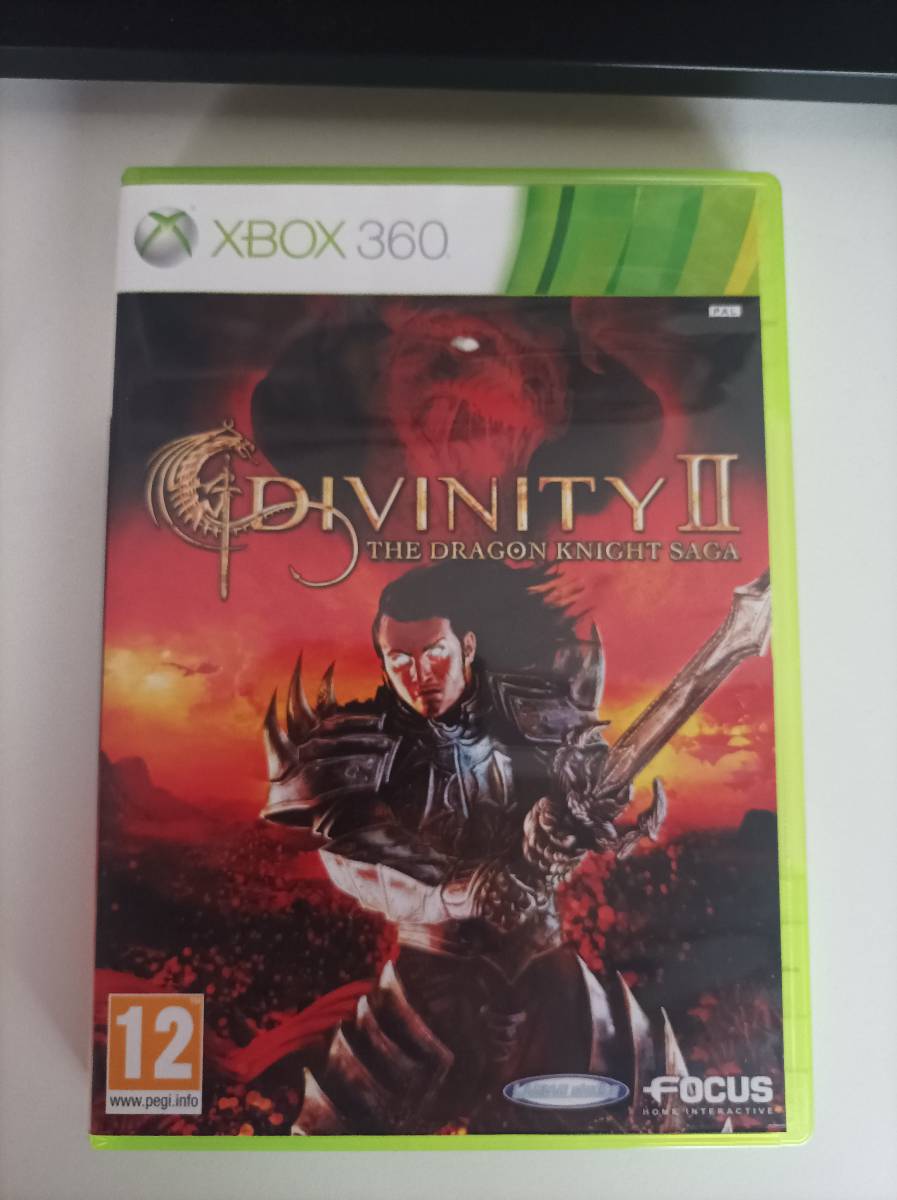 XBOX 360
PAL
DIVINITY II
THE DRAGON KNIGHT SAGA
12
www.pegi.info
FOCUS
HOME INTERACTIVE